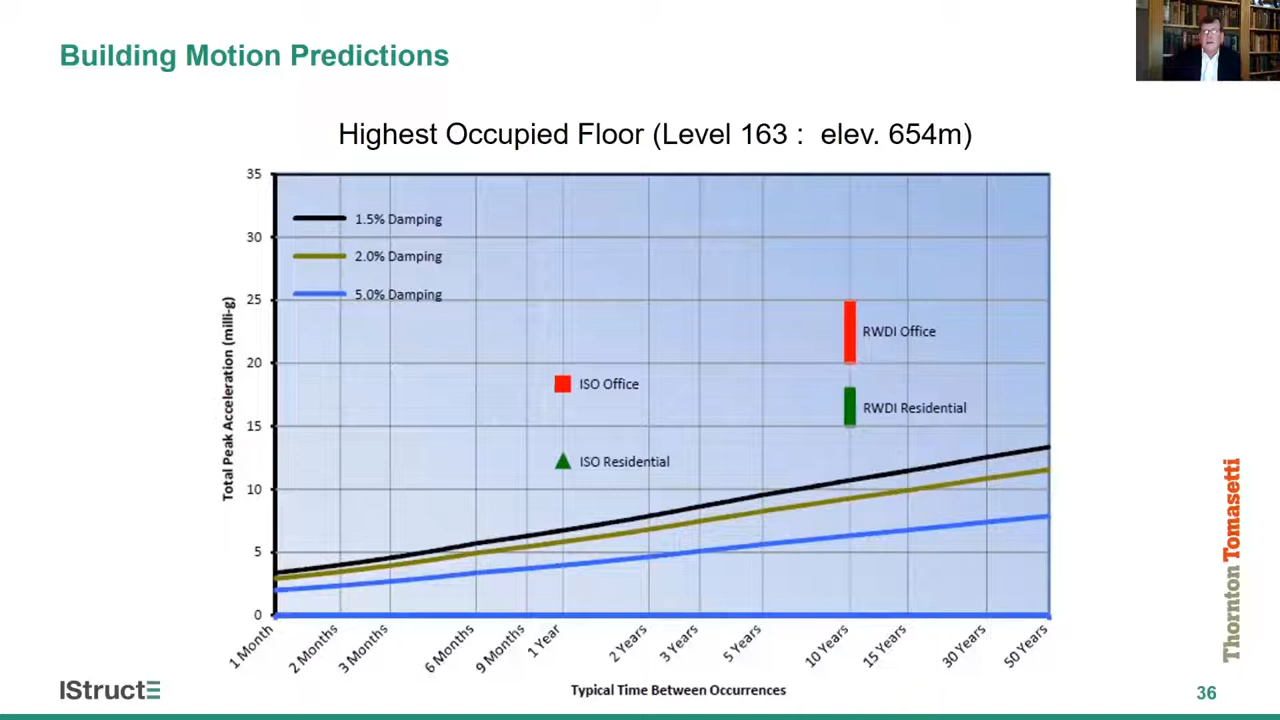 Building Motion Predictions
Highest Occupied Floor (Level 163 : elev. 654m)
35
30
25
20
15
10
5
0
Total Peak Acceleration (milli-g)
1.5% Damping
2.0% Damping
5.0% Damping
RWDI Office
ISO Office
RWDI Residential
ISO Residential
1 Month
2 Months
3 Months
6 Months
9 Months
1 Year
2 Years
3 Years
5 Years
10 Years
15 Years
30 Years
50 Years
Typical Time Between Occurrences
Thornton Tomasetti
IStructE
36